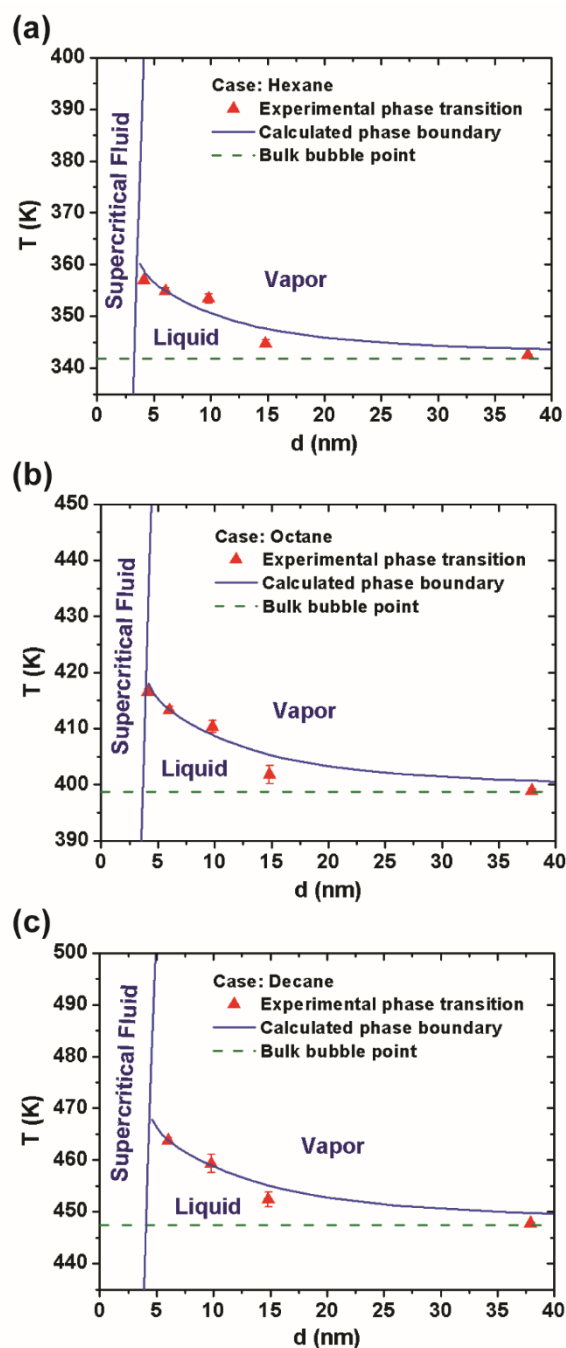 (a)
400
390
380
370
360
350
340
T (K)
Supercritical Fluid
Case: Hexane
Experimental phase transition
Calculated phase boundary
Bulk bubble point
Vapor
Liquid
0 5 10 15 20 25 30 35 40
d (nm)
(b)
450
440
430
420
410
400
390
T (K)
Supercritical Fluid
Case: Octane
Experimental phase transition
Calculated phase boundary
Bulk bubble point
Vapor
Liquid
0 5 10 15 20 25 30 35 40
d (nm)
(c)
500
490
480
470
460
450
440
T (K)
Supercritical Fluid
Case: Decane
Experimental phase transition
Calculated phase boundary
Bulk bubble point
Vapor
Liquid
0 5 10 15 20 25 30 35 40
d (nm)